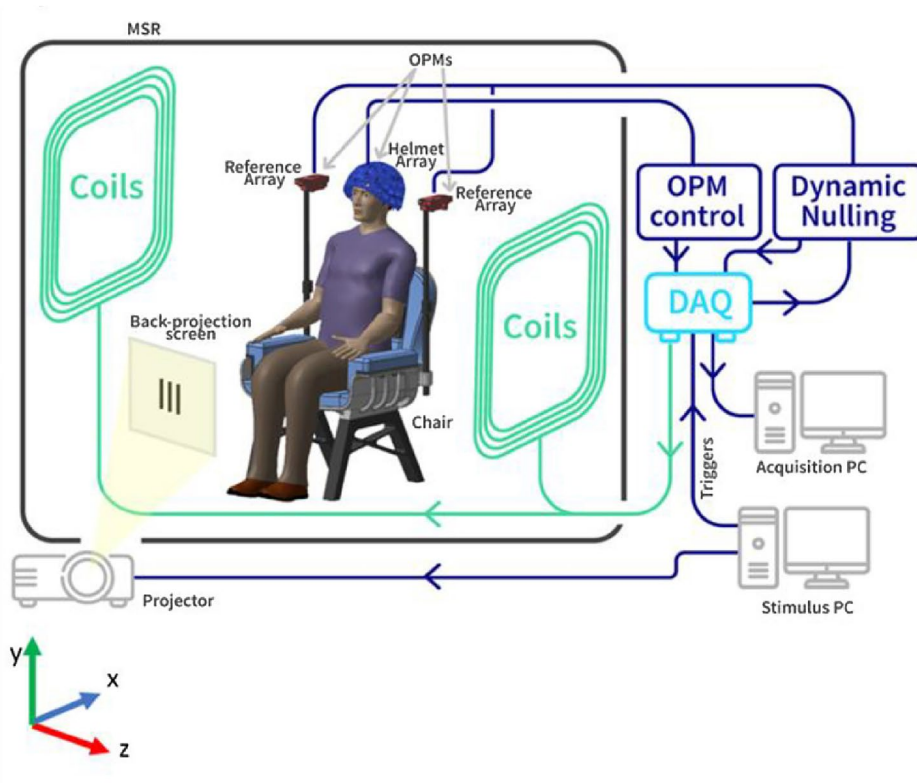 MSR
OPMs
Reference
Array
Helmet
Array
Reference
Array
Coils
OPM
control
Dynamic
Nulling
DAQ
Coils
Back-projection
screen
Chair
Triggers
Acquisition PC
Projector
Stimulus PC
y
x
z